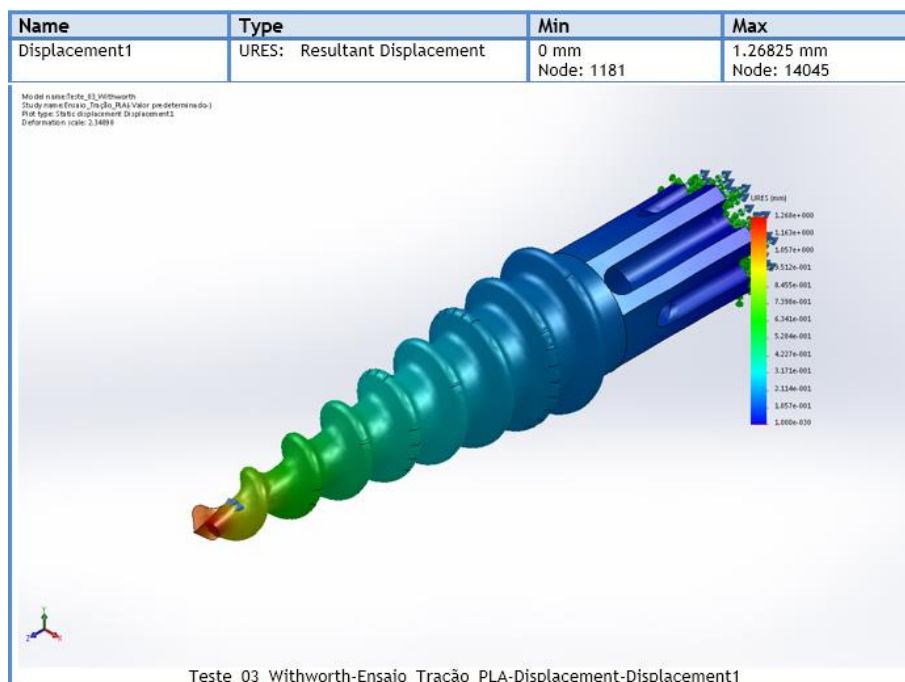 Name Type Min Max
Displacement1 URES: Resultant Displacement 0 mm 1.26825 mm
Node: 1181 Node: 14045
Model name:Teste_03_Withworth
Study name:Ensaio_Tração_PLA(-Valor predeterminado-)
Plot type: Static displacement Displacement1
Deformation scale: 2.34898
URES (mm)
1.268e+000
1.163e+000
1.057e+000
9.512e-001
8.455e-001
7.398e-001
6.341e-001
5.284e-001
4.227e-001
3.171e-001
2.114e-001
1.057e-001
1.000e-030
Y
Z X
Teste_03_Withworth-Ensaio_Tração_PLA-Displacement-Displacement1